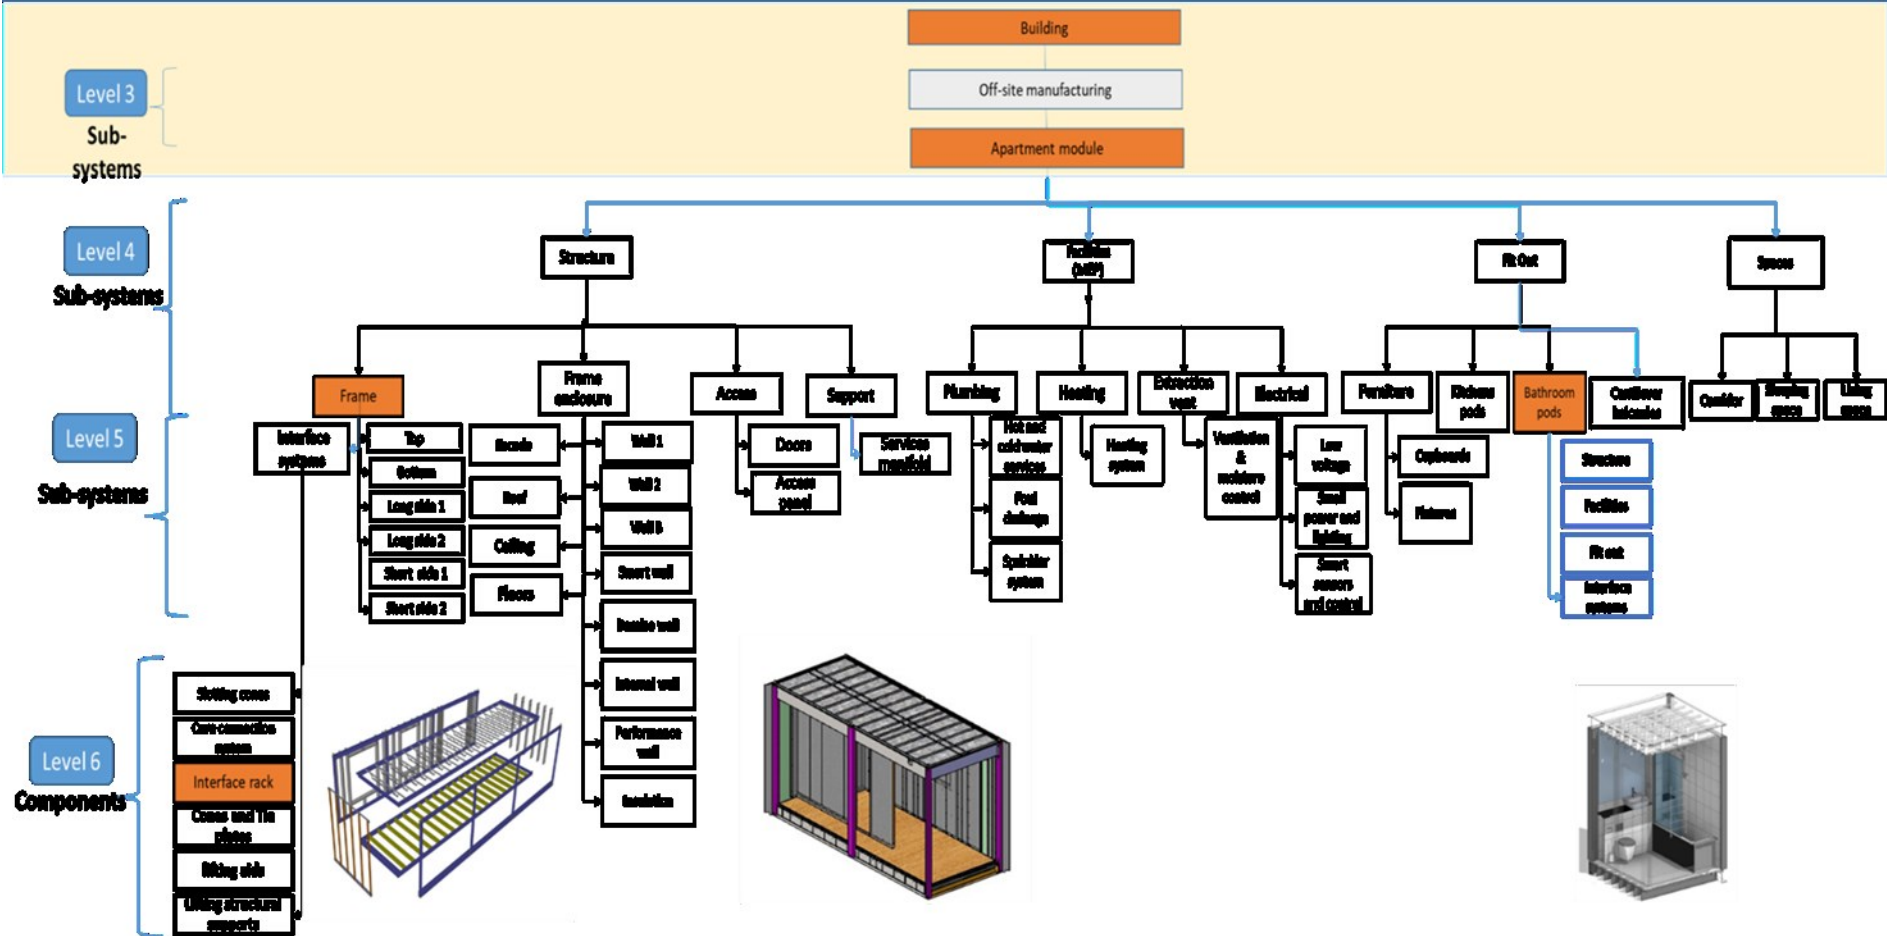 Building
Level 3
Off-site manufacturing
Sub-
systems
Apartment module
Level 4
Sub-systems
Structure
Facilities
(MEP)
Fit Out
Spaces
Frame
Frame
enclosure
Access
Support
Plumbing
Heating
Extraction
vent
Electrical
Furniture
Kitchens
pods
Bathroom
pods
Cantilever
balconies
Corridor
Sleeping
space
Living
space
Level 5
Sub-systems
Interface
systems
Top
Bottom
Long side 1
Long side 2
Short side 1
Short side 2
Facade
Roof
Ceiling
Floors
Wall 1
Wall 2
Wall 3
Smart wall
Demise wall
Internal wall
Performance
wall
Insulation
Doors
Access
panel
Services
manifold
Hot and
cold water
services
Foul
drainage
Sprinkler
system
Heating
system
Ventilation
&
moisture
control
Low
voltage
Small
power and
lighting
Smart
sensors
and control
Cupboards
Fixtures
Structure
Facilities
Fit out
Interface
systems
Level 6
Components
Slotting cones
Core connection
system
Interface rack
Cones and Tie
plates
Lifting structural
supports